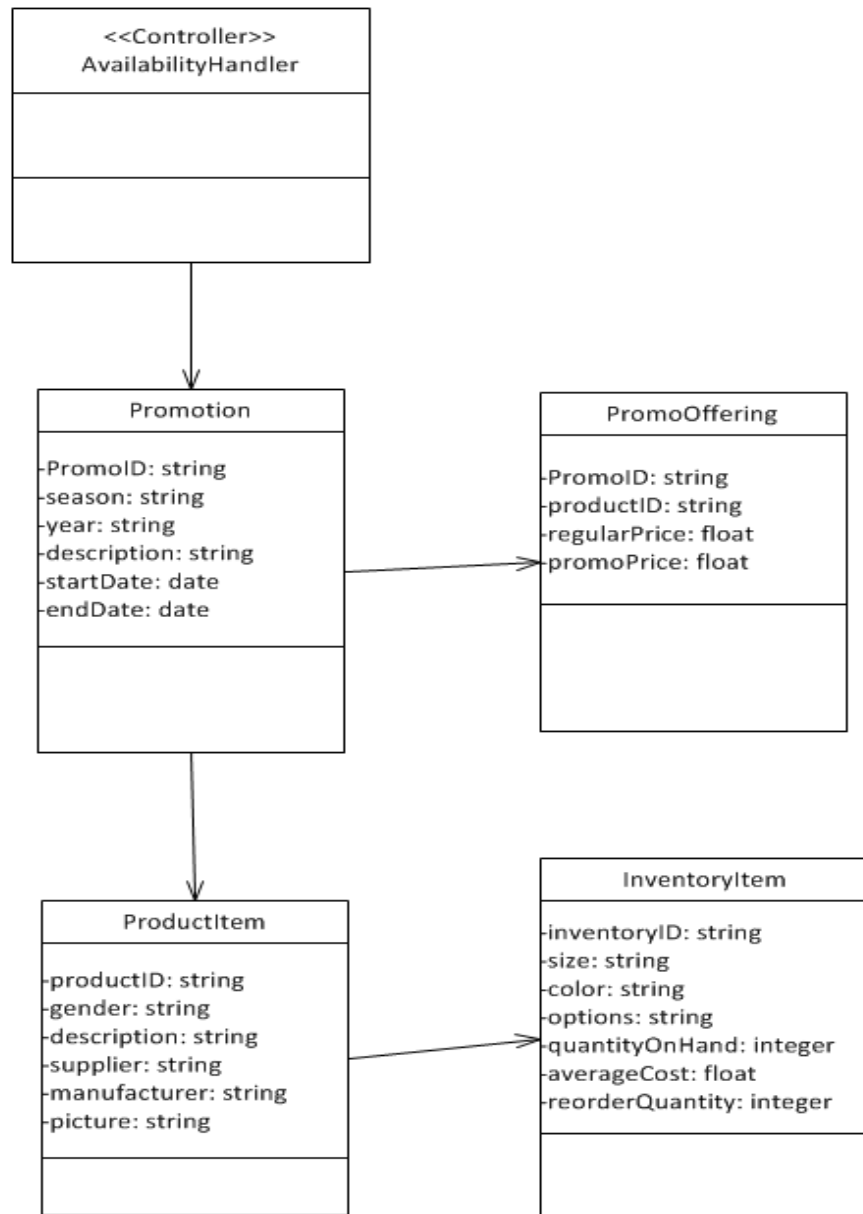 <<Controller>>
AvailabilityHandler
Promotion
-PromoID: string
-season: string
-year: string
-description: string
-startDate: date
-endDate: date
PromoOffering
-PromoID: string
-productID: string
-regularPrice: float
-promoPrice: float
ProductItem
-productID: string
-gender: string
-description: string
-supplier: string
-manufacturer: string
-picture: string
InventoryItem
-inventoryID: string
-size: string
-color: string
-options: string
-quantityOnHand: integer
-averageCost: float
-reorderQuantity: integer